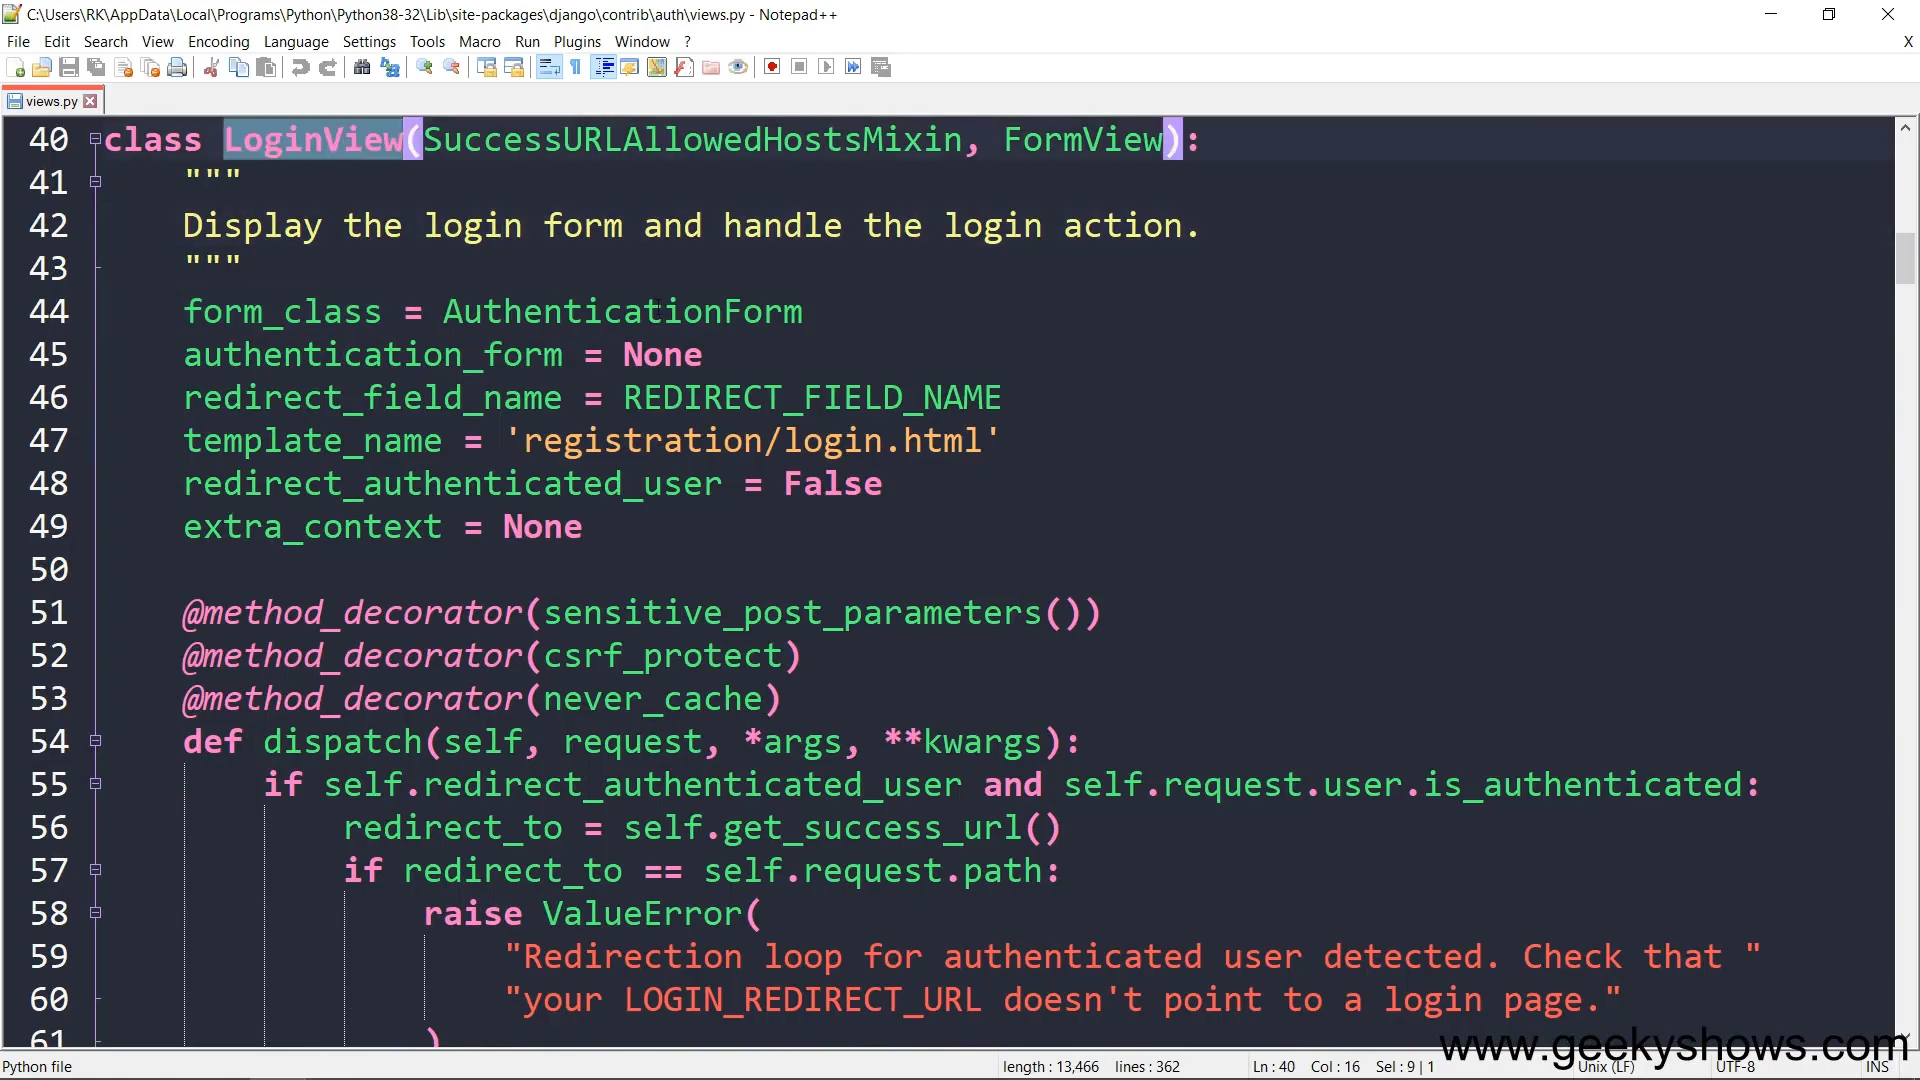 C:\Users\RK\AppData\Local\Programs\Python\Python38-32\Lib\site-packages\django\contrib\auth\views.py - Notepad++
File Edit Search View Encoding Language Settings Tools Macro Run Plugins Window ? X
views.py
40 class LoginView(SuccessURLAllowedHostsMixin, FormView):
41 """
42 Display the login form and handle the login action.
43 """
44 form_class = AuthenticationForm
45 authentication_form = None
46 redirect_field_name = REDIRECT_FIELD_NAME
47 template_name = 'registration/login.html'
48 redirect_authenticated_user = False
49 extra_context = None
50
51 @method_decorator(sensitive_post_parameters())
52 @method_decorator(csrf_protect)
53 @method_decorator(never_cache)
54 def dispatch(self, request, *args, **kwargs):
55 if self.redirect_authenticated_user and self.request.user.is_authenticated:
56 redirect_to = self.get_success_url()
57 if redirect_to == self.request.path:
58 raise ValueError(
59 "Redirection loop for authenticated user detected. Check that "
60 "your LOGIN_REDIRECT_URL doesn't point to a login page."
61 )
www.geekyshows.com
Python file length : 13,466 lines : 362 Ln : 40 Col : 16 Sel : 9 | 1 Unix (LF) UTF-8 INS